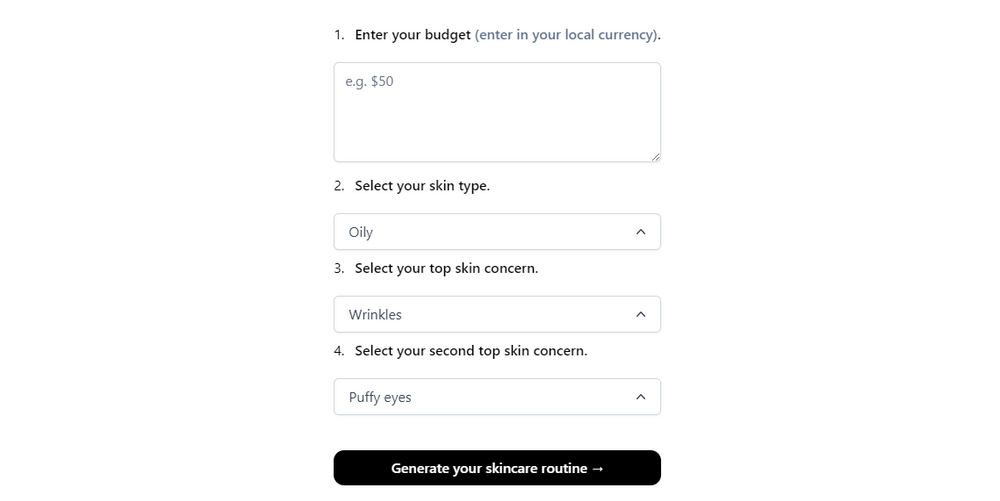 1. Enter your budget (enter in your local currency).
e.g. $50
2. Select your skin type.
Oily
3. Select your top skin concern.
Wrinkles
4. Select your second top skin concern.
Puffy eyes
Generate your skincare routine →